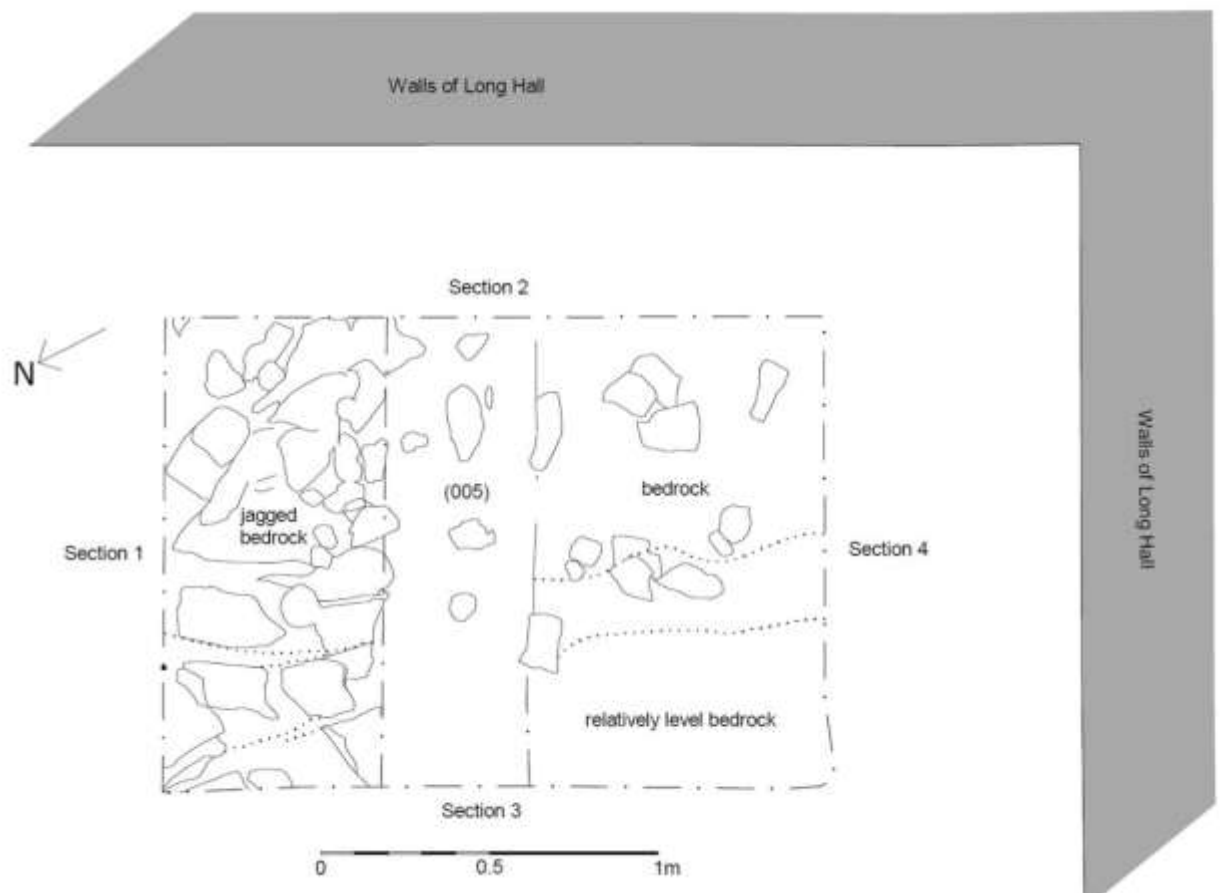 Walls of Long Hall
Section 2
N
(005)
bedrock
jagged
bedrock
Section 1
Section 4
Walls of Long Hall
relatively level bedrock
Section 3
0
0.5
1m